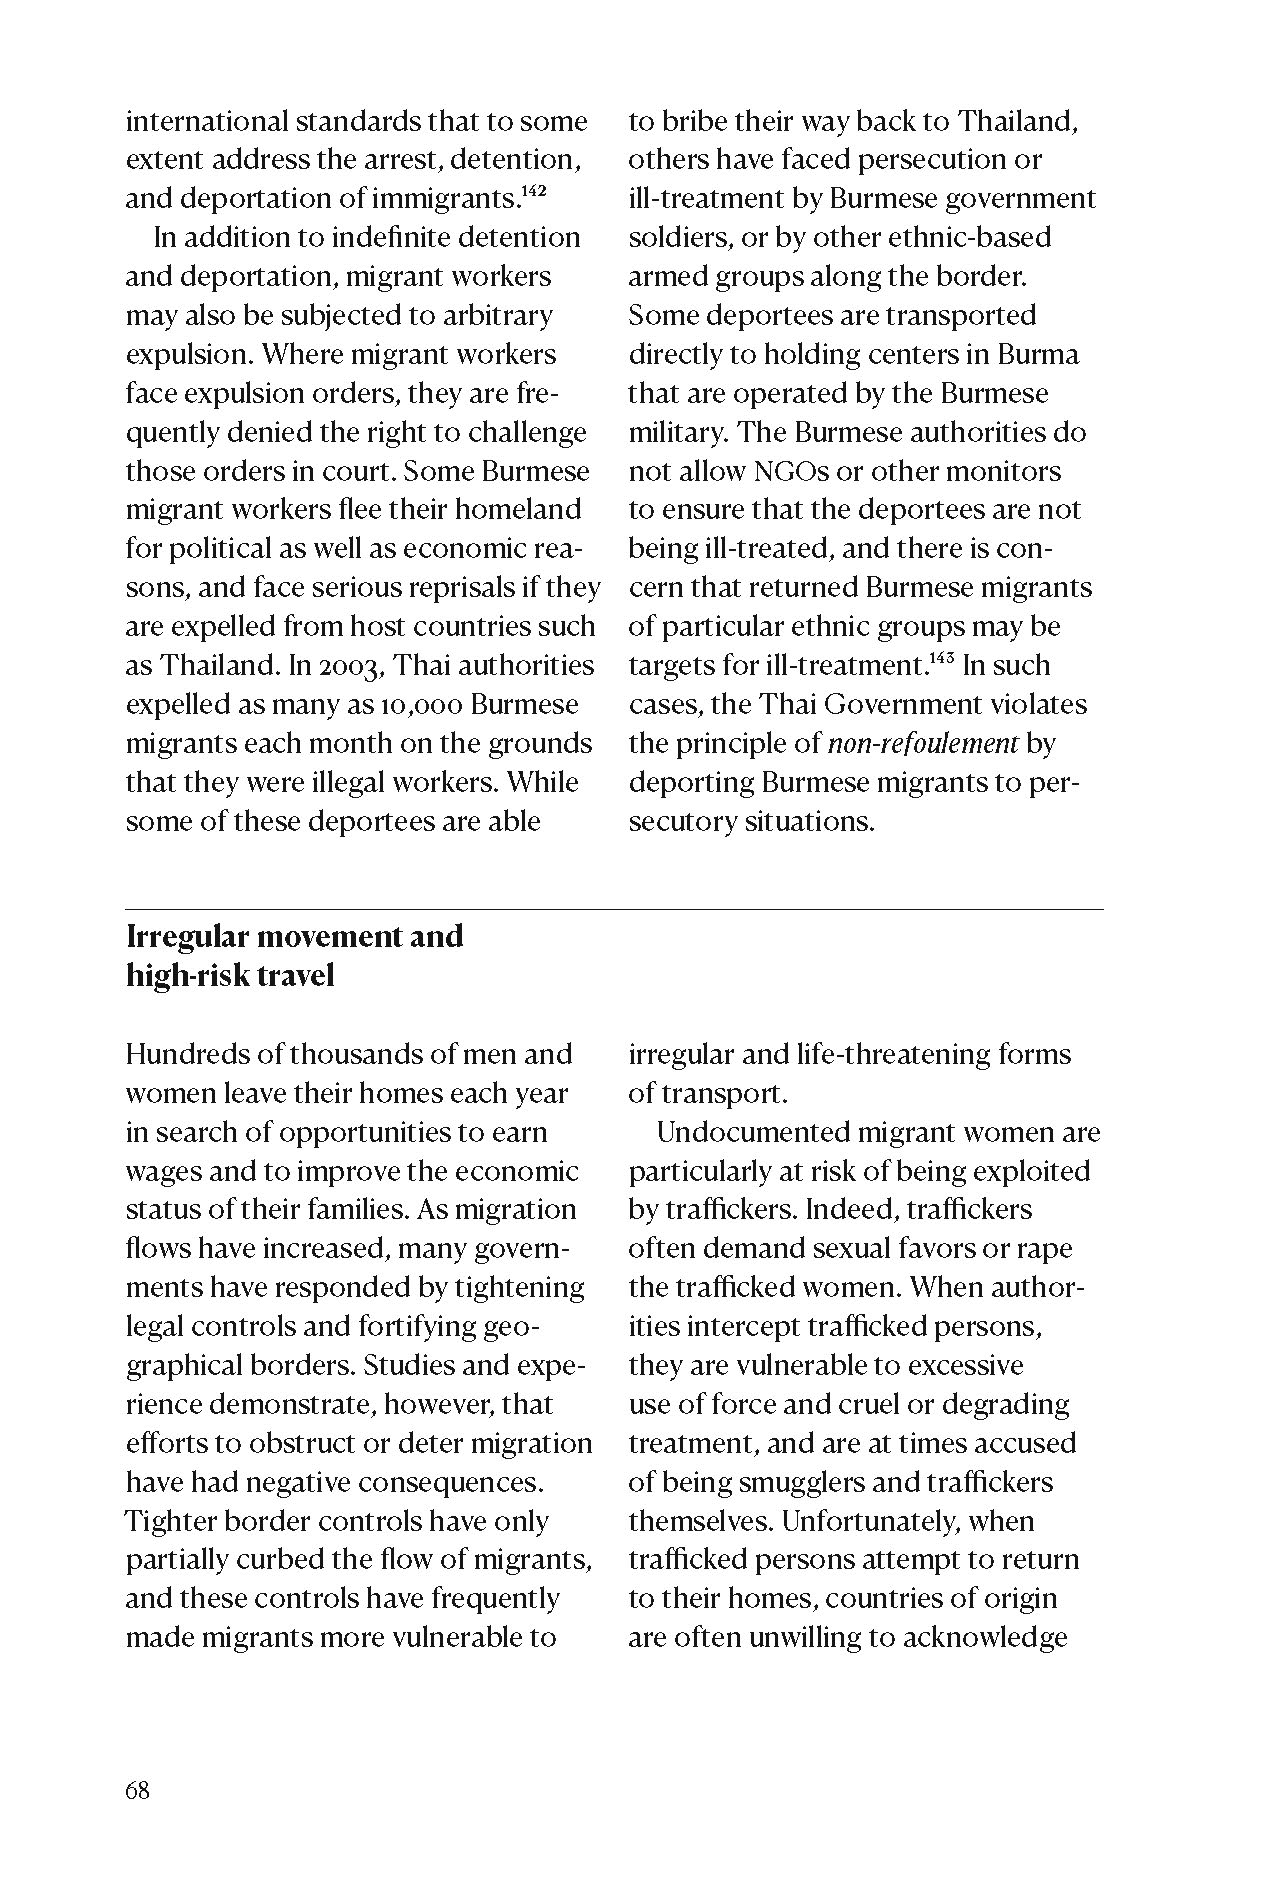 international standards that to some
extent address the arrest, detention,
and deportation of immigrants.¹⁴²
In addition to indefinite detention
and deportation, migrant workers
may also be subjected to arbitrary
expulsion. Where migrant workers
face expulsion orders, they are fre-
quently denied the right to challenge
those orders in court. Some Burmese
migrant workers flee their homeland
for political as well as economic rea-
sons, and face serious reprisals if they
are expelled from host countries such
as Thailand. In 2003, Thai authorities
expelled as many as 10,000 Burmese
migrants each month on the grounds
that they were illegal workers. While
some of these deportees are able
to bribe their way back to Thailand,
others have faced persecution or
ill-treatment by Burmese government
soldiers, or by other ethnic-based
armed groups along the border.
Some deportees are transported
directly to holding centers in Burma
that are operated by the Burmese
military. The Burmese authorities do
not allow NGOs or other monitors
to ensure that the deportees are not
being ill-treated, and there is con-
cern that returned Burmese migrants
of particular ethnic groups may be
targets for ill-treatment.¹⁴³ In such
cases, the Thai Government violates
the principle of non-refoulement by
deporting Burmese migrants to per-
secutory situations.
Irregular movement and
high-risk travel
Hundreds of thousands of men and
women leave their homes each year
in search of opportunities to earn
wages and to improve the economic
status of their families. As migration
flows have increased, many govern-
ments have responded by tightening
legal controls and fortifying geo-
graphical borders. Studies and expe-
rience demonstrate, however, that
efforts to obstruct or deter migration
have had negative consequences.
Tighter border controls have only
partially curbed the flow of migrants,
and these controls have frequently
made migrants more vulnerable to
irregular and life-threatening forms
of transport.
Undocumented migrant women are
particularly at risk of being exploited
by traffickers. Indeed, traffickers
often demand sexual favors or rape
the trafficked women. When author-
ities intercept trafficked persons,
they are vulnerable to excessive
use of force and cruel or degrading
treatment, and are at times accused
of being smugglers and traffickers
themselves. Unfortunately, when
trafficked persons attempt to return
to their homes, countries of origin
are often unwilling to acknowledge
68